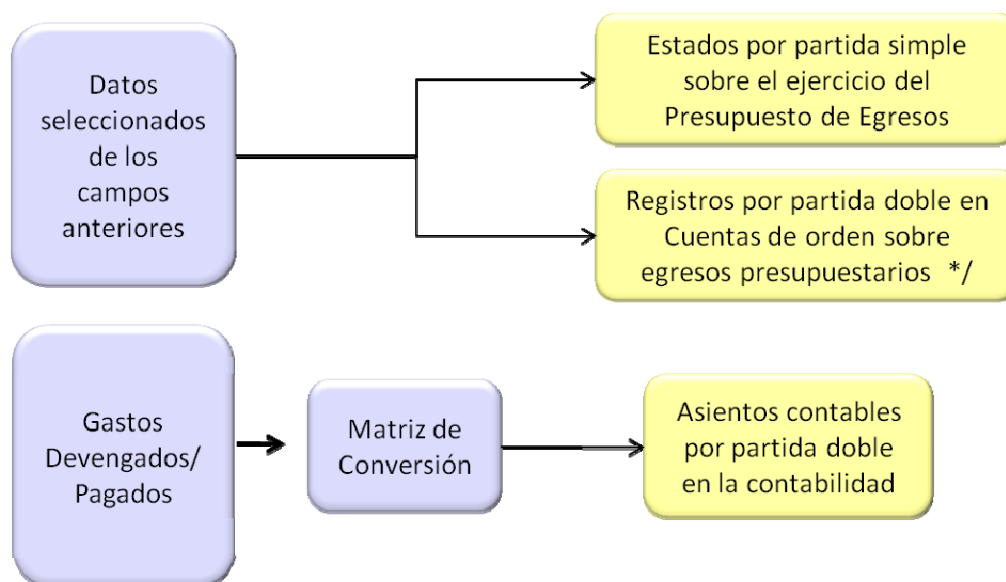 Datos
seleccionados
de los
campos
anteriores
Estados por partida simple
sobre el ejercicio del
Presupuesto de Egresos
Registros por partida doble en
Cuentas de orden sobre
egresos presupuestarios */
Gastos
Devengados/
Pagados
Matriz de
Conversión
Asientos contables
por partida doble
en la contabilidad